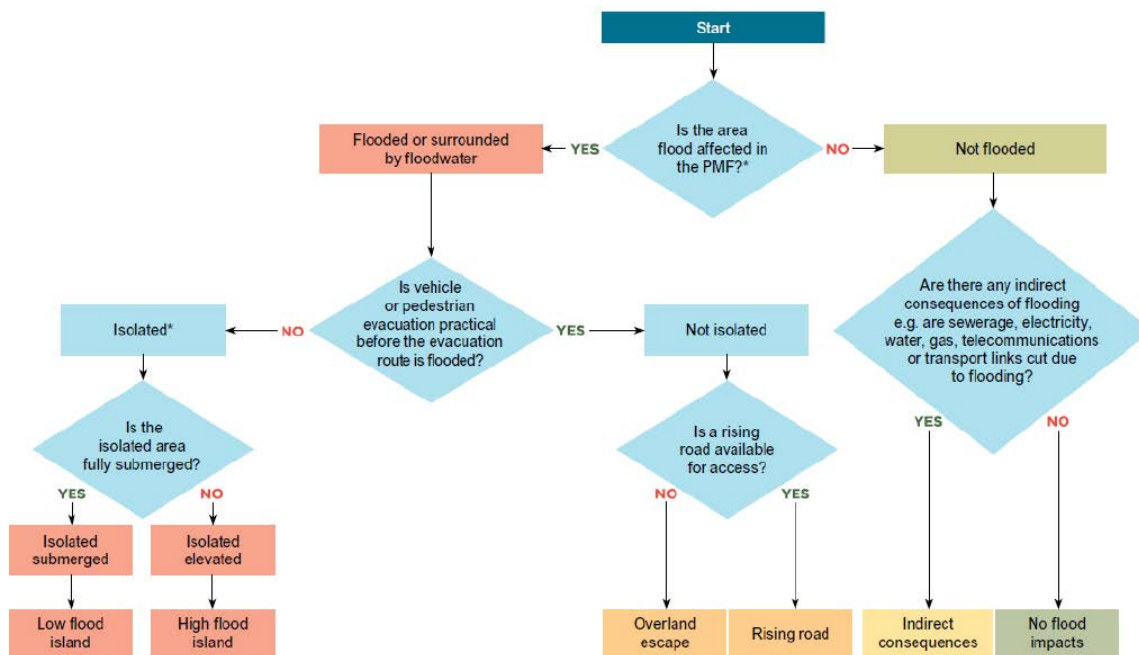 Start
Is the area
flood affected in
the PMF?*
YES
NO
Flooded or surrounded
by floodwater
Not flooded
Is vehicle
or pedestrian
evacuation practical
before the evacuation
route is flooded?
NO
YES
Isolated*
Not isolated
Are there any indirect
consequences of flooding
e.g. are sewerage, electricity,
water, gas, telecommunications
or transport links cut due
to flooding?
YES
NO
Is the
isolated area
fully submerged?
YES
NO
Is a rising
road available
for access?
NO
YES
Isolated
submerged
Isolated
elevated
Low flood
island
High flood
island
Overland
escape
Rising road
Indirect
consequences
No flood
impacts